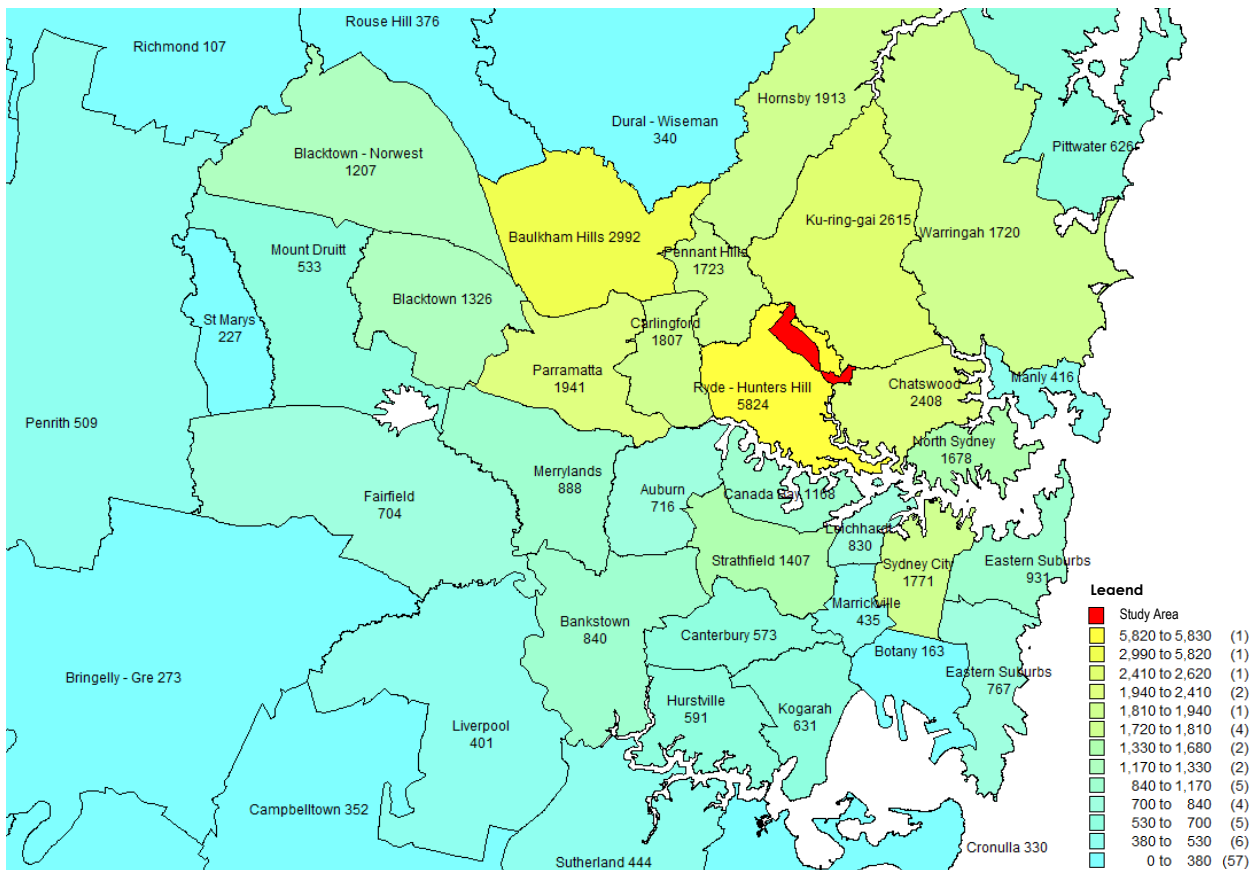 Rouse Hill 376
Richmond 107
Hornsby 1913
Dural - Wiseman
340
Pittwater 626
Blacktown - Norwest
1207
Ku-ring-gai 2615
Warringah 1720
Baulkham Hills 2992
Mount Druitt
533
Pennant Hills
1723
Blacktown 1326
St Marys
227
Carlingford
1807
Parramatta
1941
Ryde - Hunters Hill
5824
Chatswood
2408
Manly 416
Penrith 509
North Sydney
1678
Merrylands
888
Auburn
716
Canada Bay 1168
Fairfield
704
Leichhardt
830
Strathfield 1407
Sydney City
1771
Eastern Suburbs
931
Marrickville
435
Bankstown
840
Canterbury 573
Botany 163
Eastern Suburbs
767
Bringelly - Gre 273
Hurstville
591
Kogarah
631
Liverpool
401
Campbelltown 352
Sutherland 444
Cronulla 330
Legend
Study Area
5,820 to 5,830 (1)
2,990 to 5,820 (1)
2,410 to 2,620 (1)
1,940 to 2,410 (2)
1,810 to 1,940 (1)
1,720 to 1,810 (4)
1,330 to 1,680 (2)
1,170 to 1,330 (2)
840 to 1,170 (5)
700 to 840 (4)
530 to 700 (5)
380 to 530 (6)
0 to 380 (57)